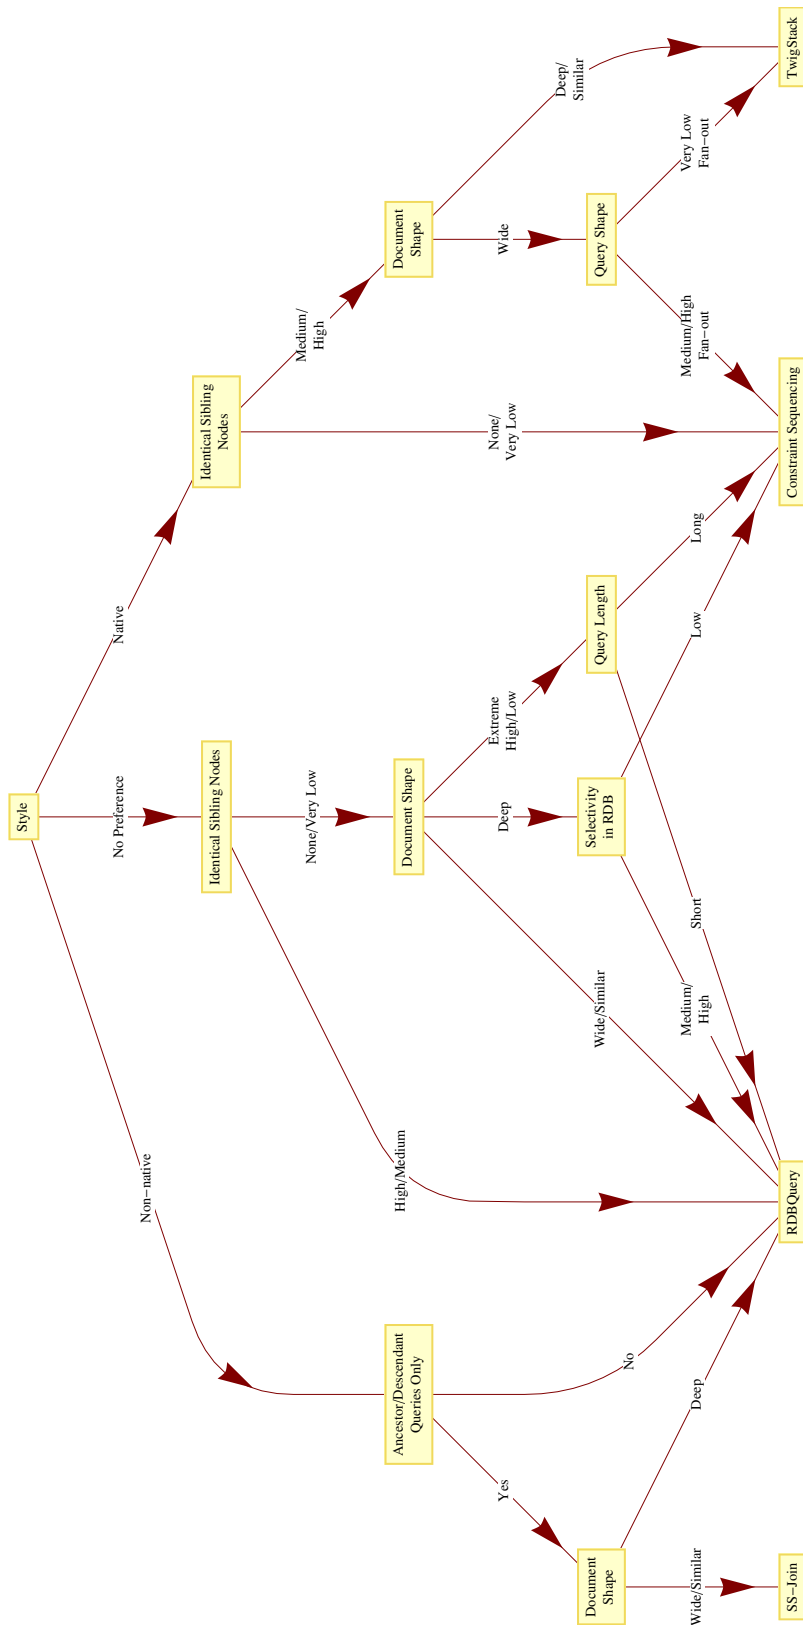 Style
Non−native
No Preference
Native
Identical Sibling Nodes
Identical Sibling
Nodes
High/Medium
None/Very Low
Medium/
High
Ancestor/Descendant
Queries Only
Document Shape
Document
Shape
Yes
No
Wide/Similar
Deep
Extreme
High/Low
None/
Very Low
Wide
Deep/
Similar
Document
Shape
Selectivity
in RDB
Query Length
Query Shape
Wide/Similar
Deep
Medium/
High
Short
Low
Long
Medium/High
Fan−out
Very Low
Fan−out
SS−Join
RDBQuery
Constraint Sequencing
TwigStack